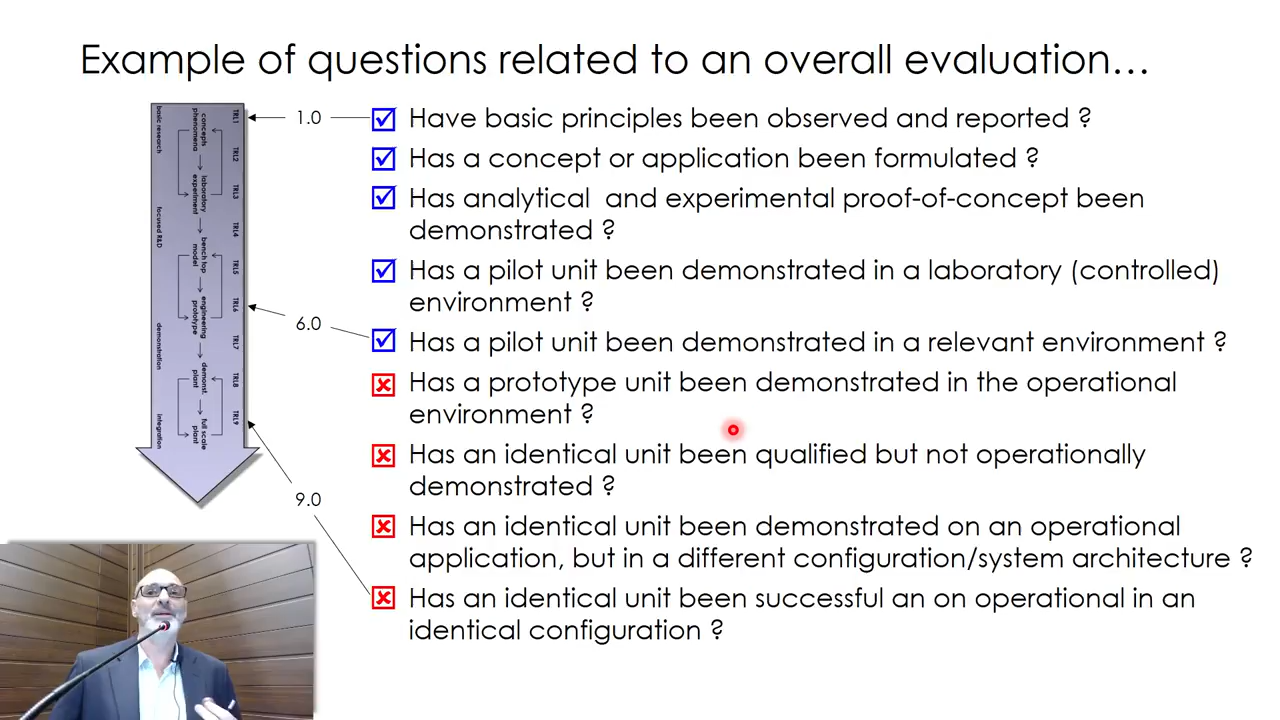 Example of questions related to an overall evaluation...
1.0
Have basic principles been observed and reported ?
Has a concept or application been formulated ?
Has analytical and experimental proof-of-concept been
demonstrated ?
Has a pilot unit been demonstrated in a laboratory (controlled)
environment ?
6.0
Has a pilot unit been demonstrated in a relevant environment ?
Has a prototype unit been demonstrated in the operational
environment ?
Has an identical unit been qualified but not operationally
demonstrated ?
9.0
Has an identical unit been demonstrated on an operational
application, but in a different configuration/system architecture ?
Has an identical unit been successful an on operational in an
identical configuration ?
TRL1
TRL2
TRL3
TRL4
TRL5
TRL6
TRL7
TRL8
TRL9
concepts
phenomena
laboratory
experiment
bench top
model
engineering
prototype
demonst.
plant
full scale
plant
basic research
focused R&D
demonstration
integration